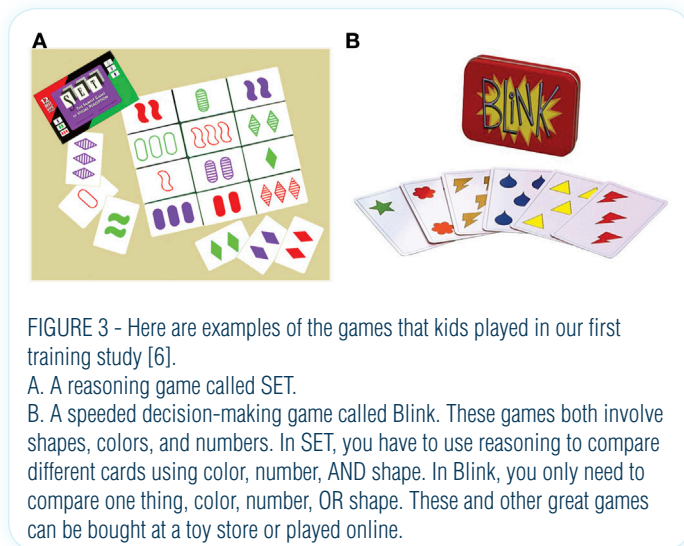 A
B
SET
BLINK
FIGURE 3 - Here are examples of the games that kids played in our first
training study [6].
A. A reasoning game called SET.
B. A speeded decision-making game called Blink. These games both involve
shapes, colors, and numbers. In SET, you have to use reasoning to compare
different cards using color, number, AND shape. In Blink, you only need to
compare one thing, color, number, OR shape. These and other great games
can be bought at a toy store or played online.